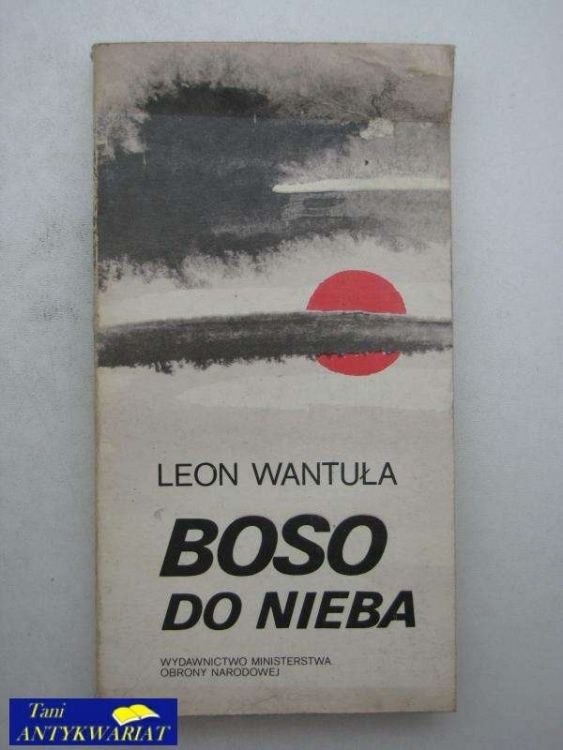 LEON WANTUŁA
BOSO
DO NIEBA
WYDAWNICTWO MINISTERSTWA
OBRONY NARODOWEJ
Tani
ANTYKWARIAT